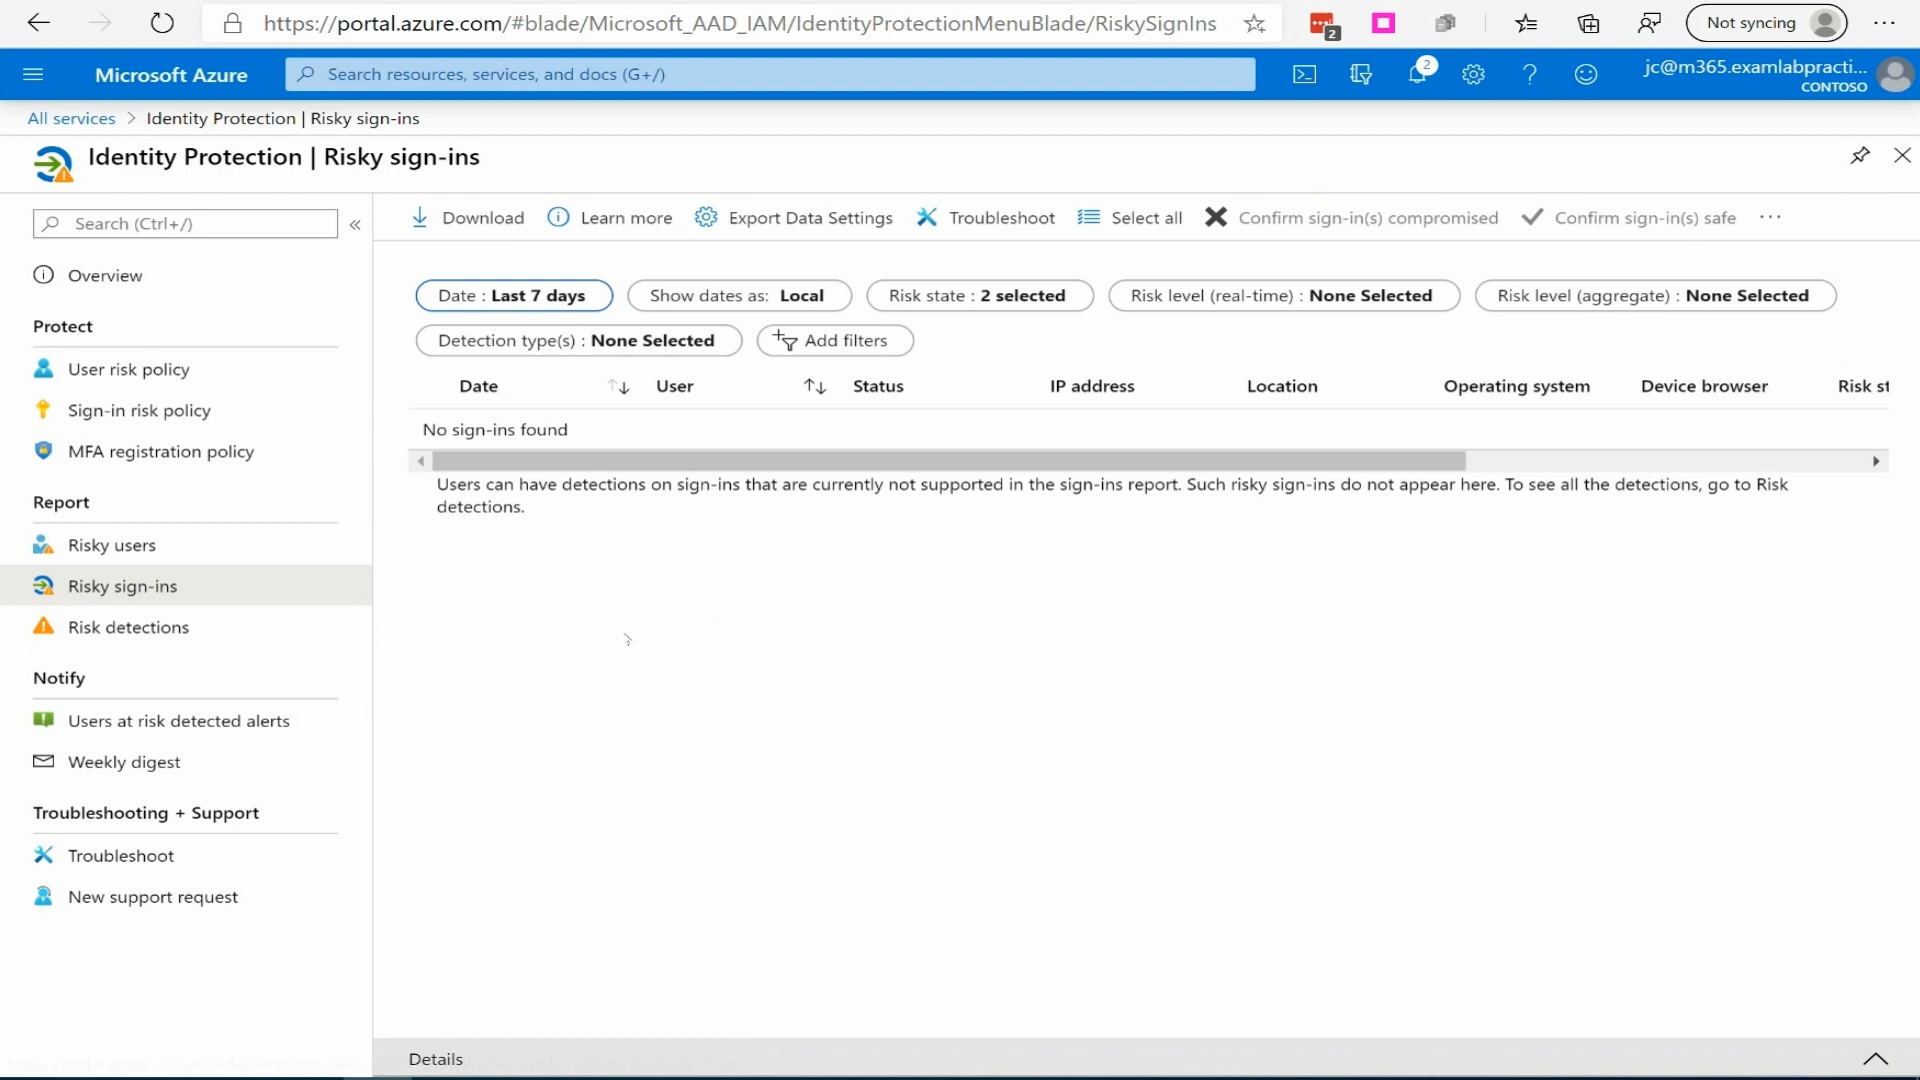 https://portal.azure.com/#blade/Microsoft_AAD_IAM/IdentityProtectionMenuBlade/RiskySignIns
2
Not syncing
Microsoft Azure
Search resources, services, and docs (G+/)
2
jc@m365.examlabpracti...
CONTOSO
All services > Identity Protection | Risky sign-ins
Identity Protection | Risky sign-ins
Search (Ctrl+/)
Download
Learn more
Export Data Settings
Troubleshoot
Select all
Confirm sign-in(s) compromised
Confirm sign-in(s) safe
Overview
Protect
User risk policy
Sign-in risk policy
MFA registration policy
Report
Risky users
Risky sign-ins
Risk detections
Notify
Users at risk detected alerts
Weekly digest
Troubleshooting + Support
Troubleshoot
New support request
Date : Last 7 days
Show dates as: Local
Risk state : 2 selected
Risk level (real-time) : None Selected
Risk level (aggregate) : None Selected
Detection type(s) : None Selected
Add filters
Date User Status IP address Location Operating system Device browser Risk st
No sign-ins found
Users can have detections on sign-ins that are currently not supported in the sign-ins report. Such risky sign-ins do not appear here. To see all the detections, go to Risk
detections.
Details